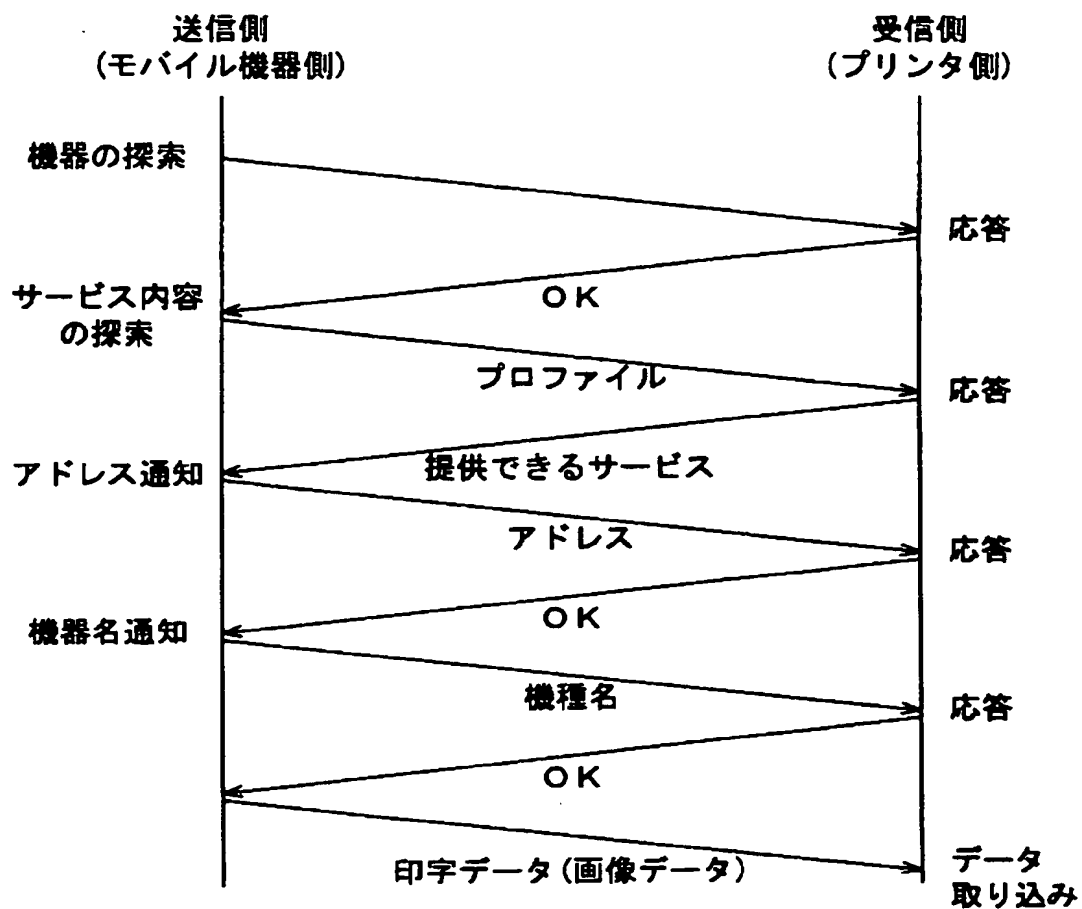 送信側
(モバイル機器側)
受信側
(プリンタ側)
機器の探索
応答
OK
サービス内容
の探索
プロファイル
応答
提供できるサービス
アドレス通知
アドレス
応答
OK
機器名通知
機種名
応答
OK
印字データ(画像データ)
データ
取り込み